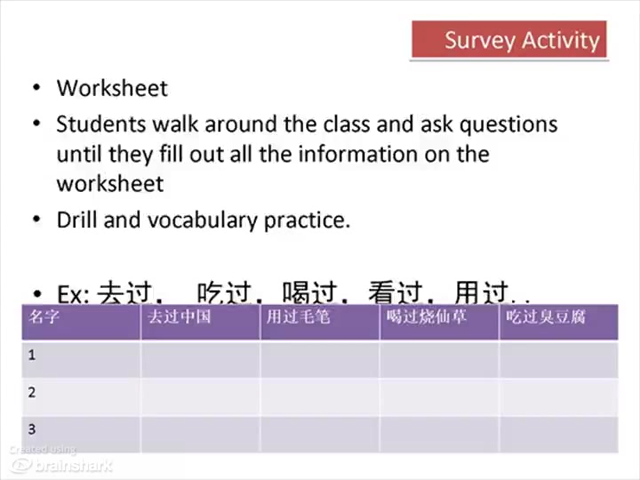 Survey Activity
• Worksheet
• Students walk around the class and ask questions
until they fill out all the information on the
worksheet
• Drill and vocabulary practice.
• Ex: 去过， 吃过，喝过，看过，用过..
名字 去过中国 用过毛笔 喝过烧仙草 吃过臭豆腐
1
2
3
Created using
brainshark